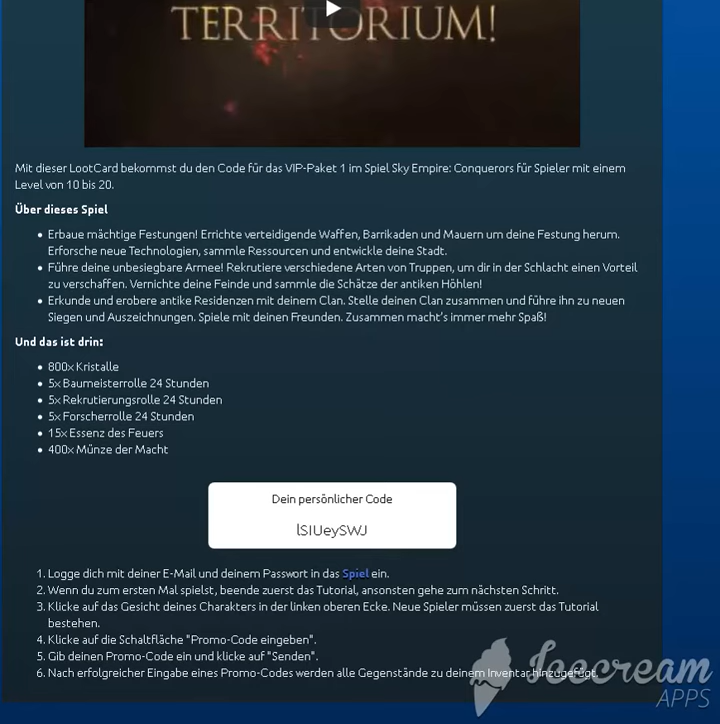 TERRITORIUM!
Mit dieser LootCard bekommst du den Code für das VIP-Paket 1 im Spiel Sky Empire: Conquerors für Spieler mit einem
Level von 10 bis 20.
Über dieses Spiel
• Erbaue mächtige Festungen! Errichte verteidigende Waffen, Barrikaden und Mauern um deine Festung herum.
Erforsche neue Technologien, sammle Ressourcen und entwickle deine Stadt.
• Führe deine unbesiegbare Armee! Rekrutiere verschiedene Arten von Truppen, um dir in der Schlacht einen Vorteil
zu verschaffen. Vernichte deine Feinde und sammle die Schätze der antiken Höhlen!
• Erkunde und erobere antike Residenzen mit deinem Clan. Stelle deinen Clan zusammen und führe ihn zu neuen
Siegen und Auszeichnungen. Spiele mit deinen Freunden. Zusammen macht's immer mehr Spaß!
Und das ist drin:
• 800x Kristalle
• 5x Baumeisterrolle 24 Stunden
• 5x Rekrutierungsrolle 24 Stunden
• 5x Forscherrolle 24 Stunden
• 15x Essenz des Feuers
• 400x Münze der Macht
Dein persönlicher Code
lSIUeySWJ
1. Logge dich mit deiner E-Mail und deinem Passwort in das Spiel ein.
2. Wenn du zum ersten Mal spielst, beende zuerst das Tutorial, ansonsten gehe zum nächsten Schritt.
3. Klicke auf das Gesicht deines Charakters in der linken oberen Ecke. Neue Spieler müssen zuerst das Tutorial
bestehen.
4. Klicke auf die Schaltfläche "Promo-Code eingeben".
5. Gib deinen Promo-Code ein und klicke auf "Senden".
6. Nach erfolgreicher Eingabe eines Promo-Codes werden alle Gegenstände zu deinem Inventar hinzugefügt.
Icecream
APPS